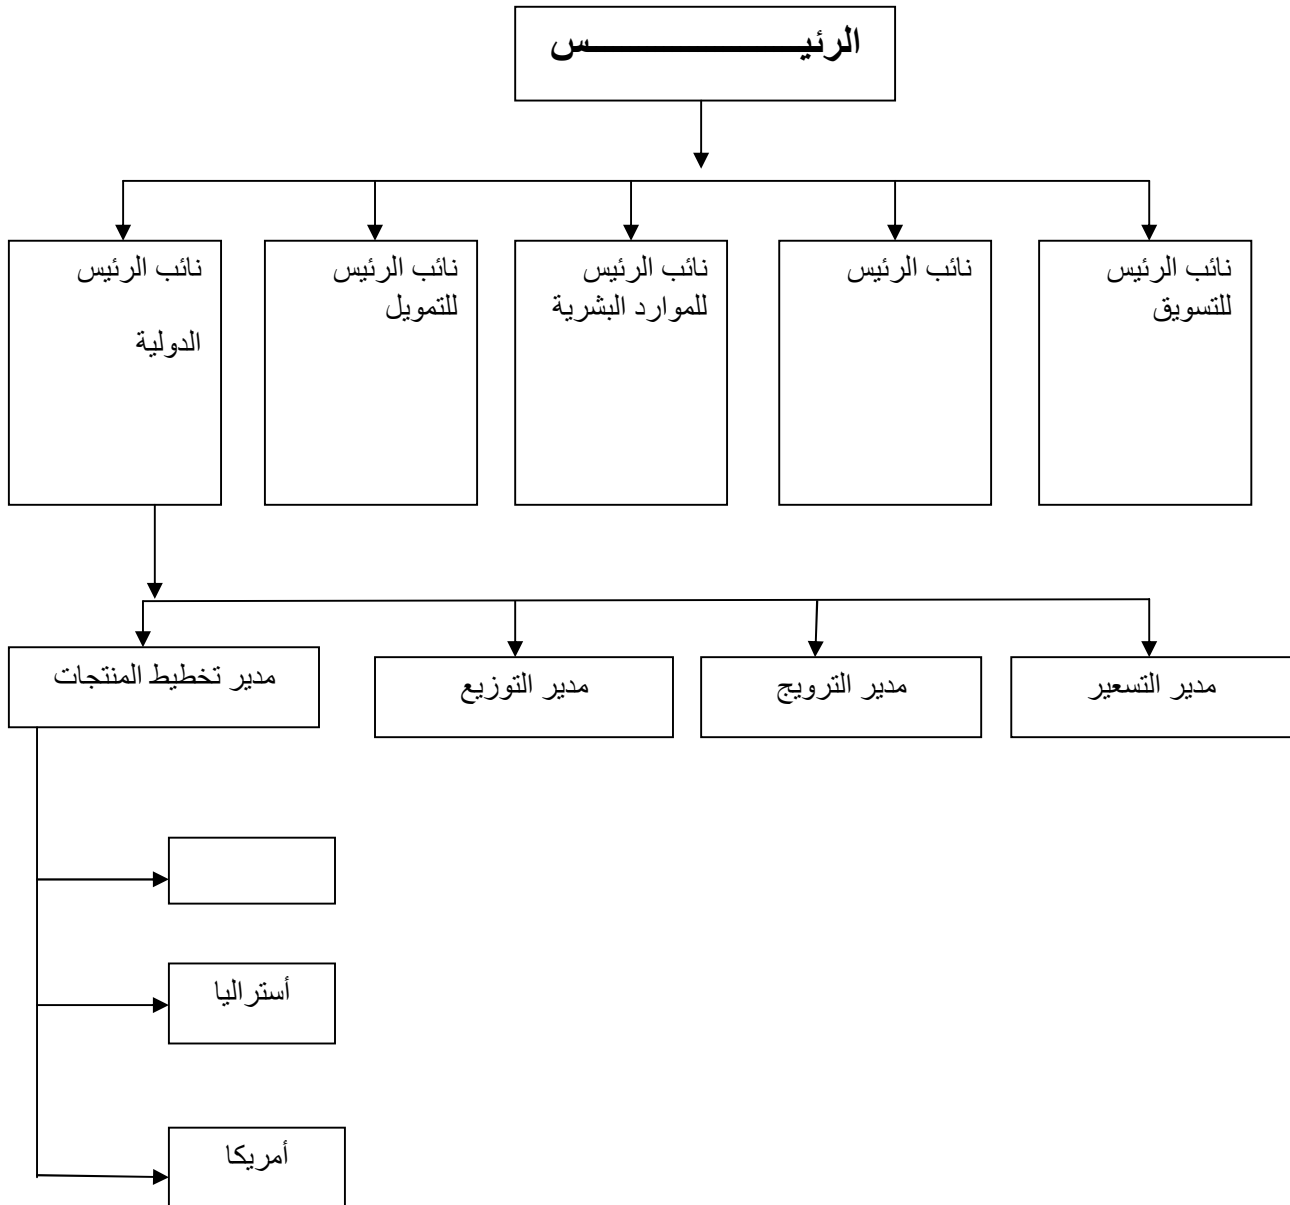 الرئيـــــــــــــس
نائب الرئيس
للتسويق
نائب الرئيس
نائب الرئيس
للموارد البشرية
نائب الرئيس
للتمويل
نائب الرئيس
الدولية
مدير التسعير
مدير الترويج
مدير التوزيع
مدير تخطيط المنتجات
أستراليا
أمريكا